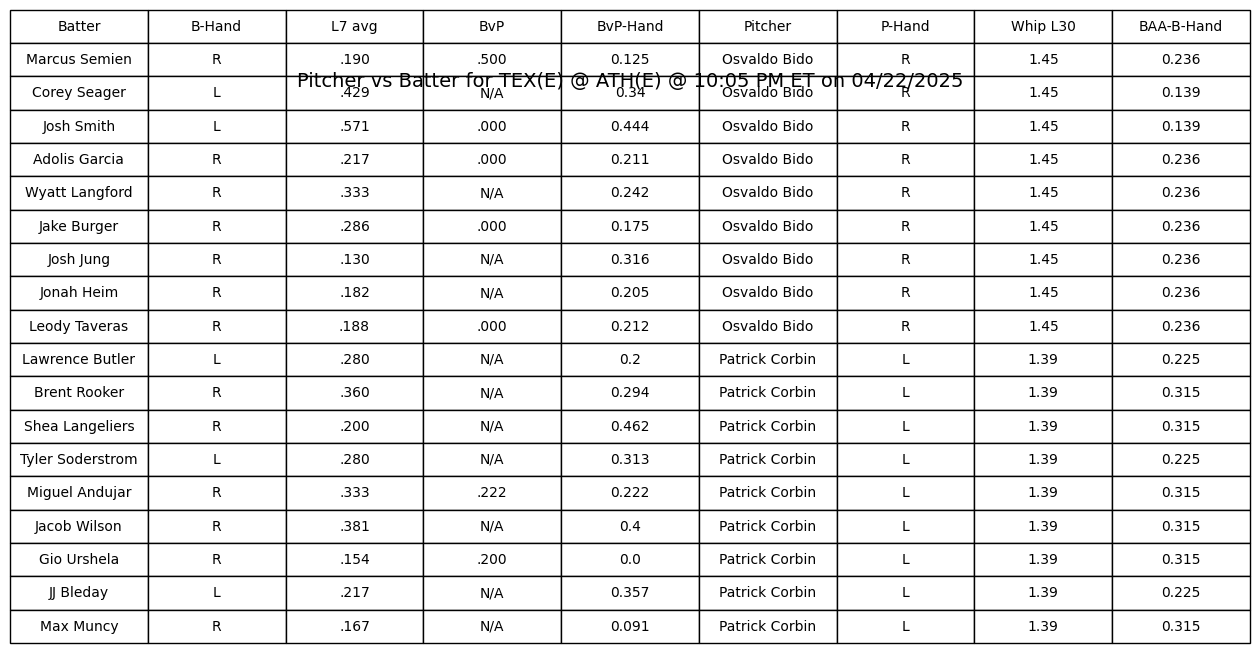 Batter B-Hand L7 avg BvP BvP-Hand Pitcher P-Hand Whip L30 BAA-B-Hand
Marcus Semien R .190 .500 0.125 Osvaldo Bido R 1.45 0.236
Pitcher vs Batter for TEX(E) @ ATH(E) @ 10:05 PM ET on 04/22/2025
Corey Seager L .429 N/A 0.34 Osvaldo Bido R 1.45 0.139
Josh Smith L .571 .000 0.444 Osvaldo Bido R 1.45 0.139
Adolis Garcia R .217 .000 0.211 Osvaldo Bido R 1.45 0.236
Wyatt Langford R .333 N/A 0.242 Osvaldo Bido R 1.45 0.236
Jake Burger R .286 .000 0.175 Osvaldo Bido R 1.45 0.236
Josh Jung R .130 N/A 0.316 Osvaldo Bido R 1.45 0.236
Jonah Heim R .182 N/A 0.205 Osvaldo Bido R 1.45 0.236
Leody Taveras R .188 .000 0.212 Osvaldo Bido R 1.45 0.236
Lawrence Butler L .280 N/A 0.2 Patrick Corbin L 1.39 0.225
Brent Rooker R .360 N/A 0.294 Patrick Corbin L 1.39 0.315
Shea Langeliers R .200 N/A 0.462 Patrick Corbin L 1.39 0.315
Tyler Soderstrom L .280 N/A 0.313 Patrick Corbin L 1.39 0.225
Miguel Andujar R .333 .222 0.222 Patrick Corbin L 1.39 0.315
Jacob Wilson R .381 N/A 0.4 Patrick Corbin L 1.39 0.315
Gio Urshela R .154 .200 0.0 Patrick Corbin L 1.39 0.315
JJ Bleday L .217 N/A 0.357 Patrick Corbin L 1.39 0.225
Max Muncy R .167 N/A 0.091 Patrick Corbin L 1.39 0.315